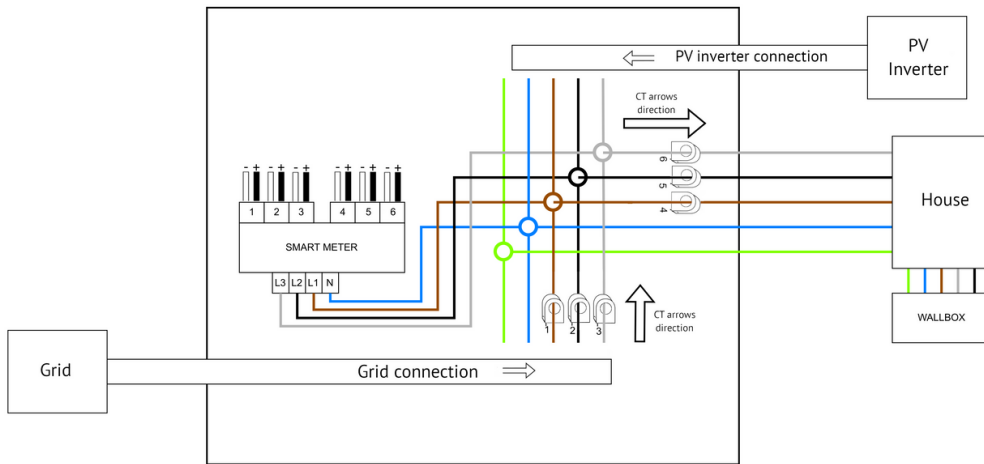 PV
Inverter
PV inverter connection
CT arrows
direction
- + - + - + - + - + - +
1 2 3 4 5 6
SMART METER
L3 L2 L1 N
6
5
4
House
WALLBOX
1 2 3
CT arrows
direction
Grid
Grid connection